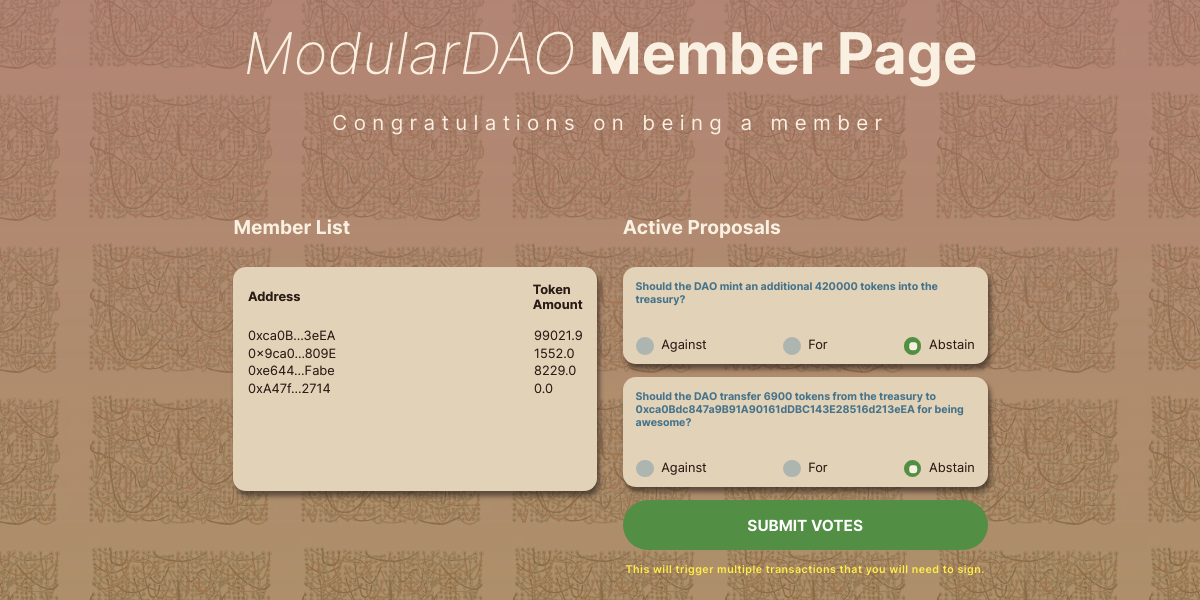 ModularDAO Member Page
Congratulations on being a member
Member List
Address
Token
Amount
0xca0B...3eEA 99021.9
0×9ca0...809E 1552.0
0xe644...Fabe 8229.0
0xA47f...2714 0.0
Active Proposals
Should the DAO mint an additional 420000 tokens into the
treasury?
Against For Abstain
Should the DAO transfer 6900 tokens from the treasury to
0xca0Bdc847a9B91A90161dDBC143E28516d213eEA for being
awesome?
Against For Abstain
SUBMIT VOTES
This will trigger multiple transactions that you will need to sign.